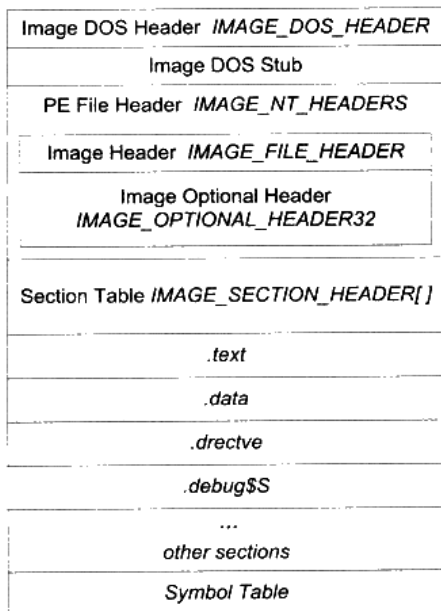 Image DOS Header IMAGE_DOS_HEADER
Image DOS Stub
PE File Header IMAGE_NT_HEADERS
Image Header IMAGE_FILE_HEADER
Image Optional Header
IMAGE_OPTIONAL_HEADER32
Section Table IMAGE_SECTION_HEADER[ ]
.text
.data
.drectve
.debug$S
...
other sections
Symbol Table